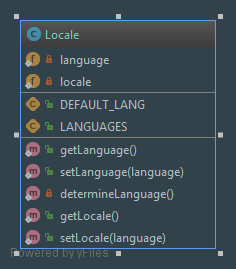 C Locale
f language
f locale
C DEFAULT_LANG
C LANGUAGES
m getLanguage()
m setLanguage(language)
m determineLanguage()
m getLocale()
m setLocale(language)
Powered by yFiles